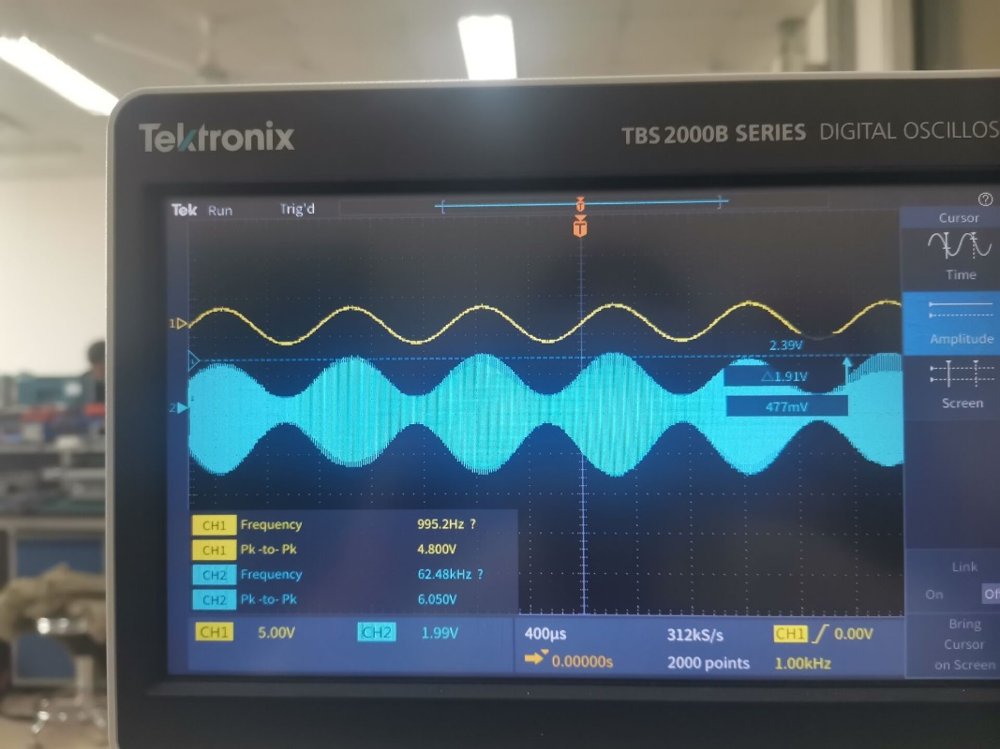 Tektronix
TBS 2000B SERIES DIGITAL OSCILLOS
Tek Run Trig'd
T
T
Cursor
Time
1
2.39V
△1.91V
Amplitude
2
477mV
Screen
CH1 Frequency 995.2Hz ?
CH1 Pk-to-Pk 4.800V
CH2 Frequency 62.48kHz ?
CH2 Pk-to-Pk 6.050V
Link
On Of
Bring
Cursor
on Screen
CH1 5.00V CH2 1.99V 400µs 312kS/s CH1 0.00V
0.00000s 2000 points 1.00kHz